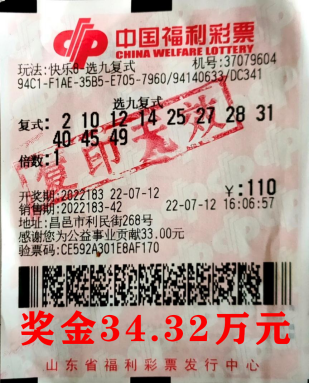 中国福利彩票
CHINA WELFARE LOTTERY
玩法:快乐8-选九复式 机号:37079604
94C1-F1AE-35B5-E705-7960/94140633/DC341
选九复式
复式: 2 10 12 14 25 27 28 31
40 45 49
倍数:1
复印无效
开奖期:2022183 22-07-12 ¥:110
销售期:2022183-42 22-07-12 16:06:57
地址:昌邑市利民街268号
感谢您为公益事业贡献33.00元
验票码:CE592A301E8AF170
奖金34.32万元
山东省福利彩票发行中心